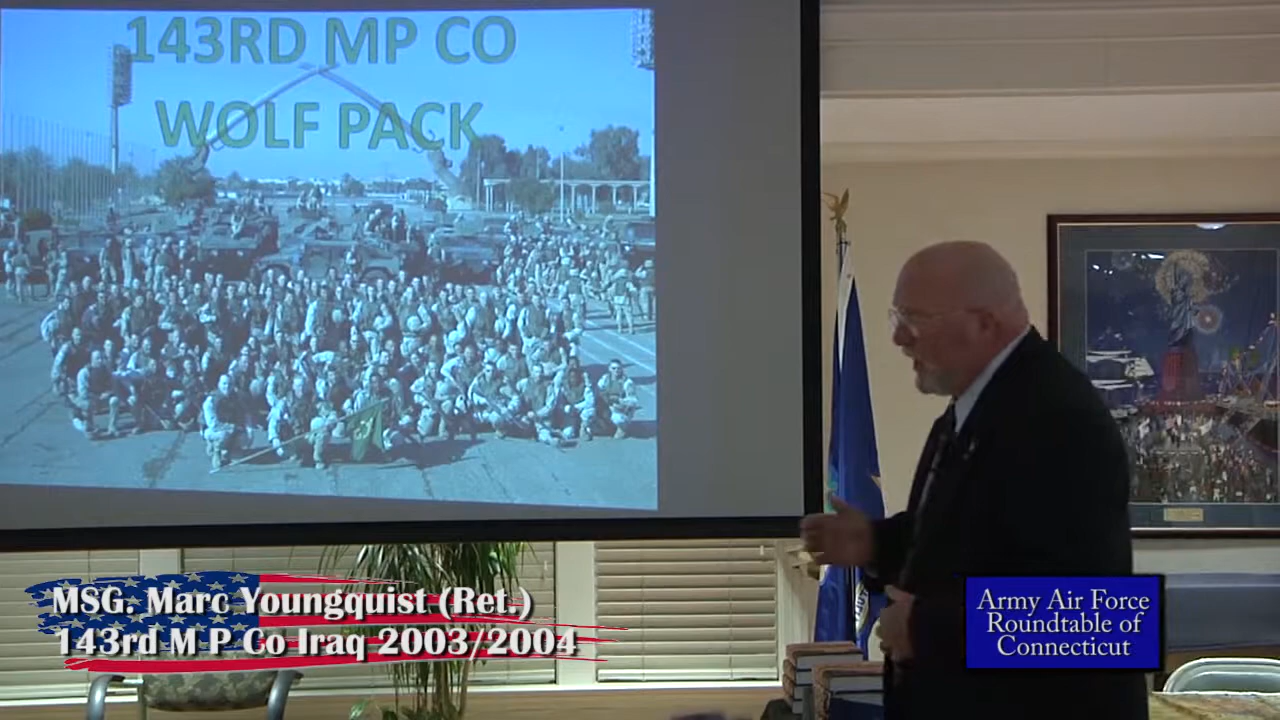 143RD MP CO
WOLF PACK
MSG. Marc Youngquist (Ret.)
143rd M P Co Iraq 2003/2004
Army Air Force
Roundtable of
Connecticut